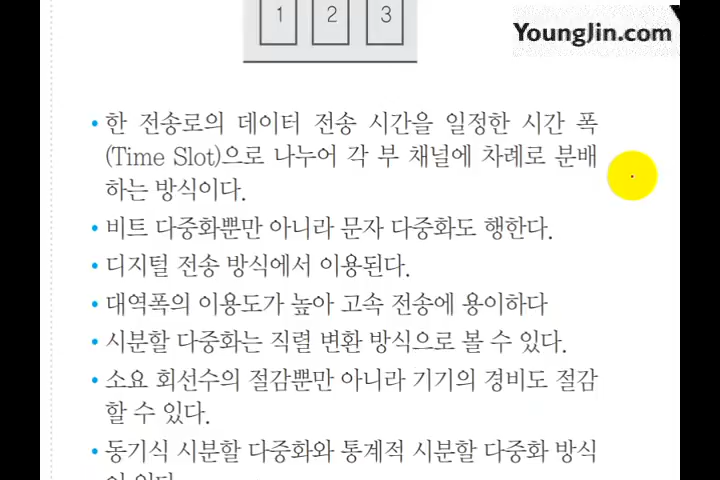 1 2 3
YoungJin.com
• 한 전송로의 데이터 전송 시간을 일정한 시간 폭
(Time Slot)으로 나누어 각 부 채널에 차례로 분배
하는 방식이다.
• 비트 다중화뿐만 아니라 문자 다중화도 행한다.
• 디지털 전송 방식에서 이용된다.
• 대역폭의 이용도가 높아 고속 전송에 용이하다
• 시분할 다중화는 직렬 변환 방식으로 볼 수 있다.
• 소요 회선수의 절감뿐만 아니라 기기의 경비도 절감
할 수 있다.
• 동기식 시분할 다중화와 통계적 시분할 다중화 방식